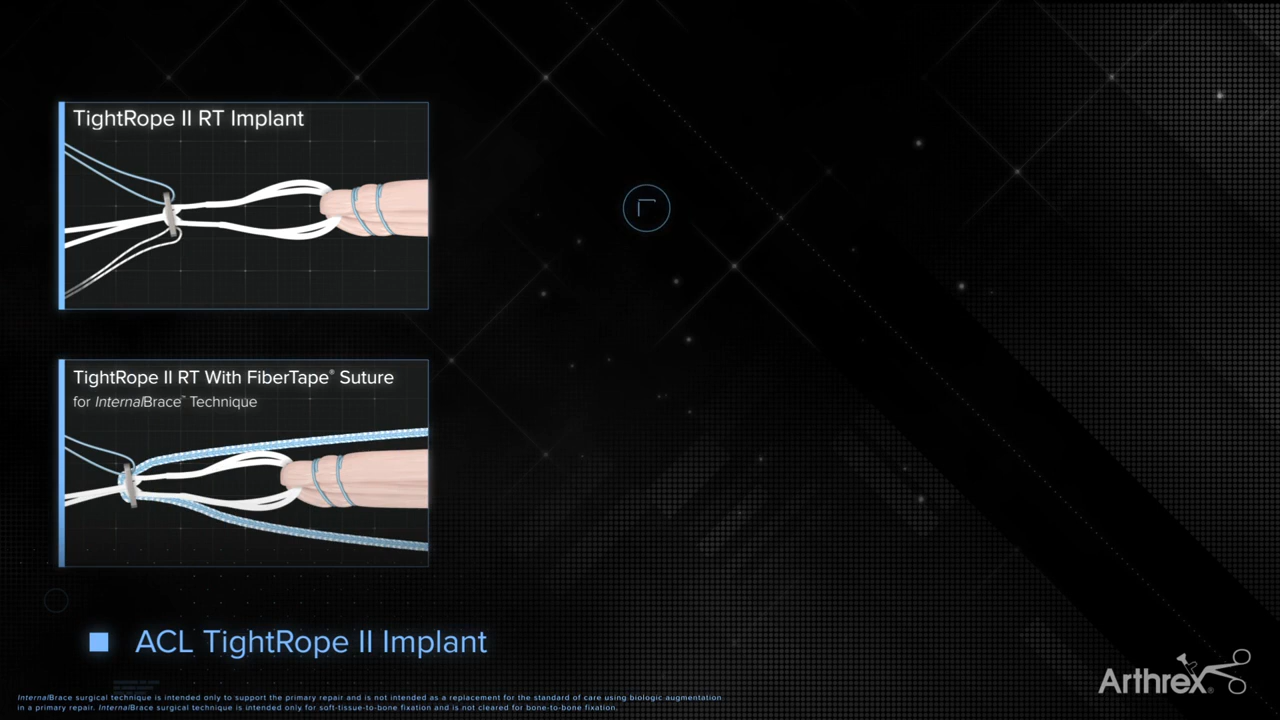 TightRope II RT Implant
TightRope II RT With FiberTape® Suture
for InternalBrace™ Technique
ACL TightRope II Implant
InternalBrace surgical technique is intended only to support the primary repair and is not intended as a replacement for the standard of care using biologic augmentation
in a primary repair. InternalBrace surgical technique is intended only for soft-tissue-to-bone fixation and is not cleared for bone-to-bone fixation.
Arthrex®